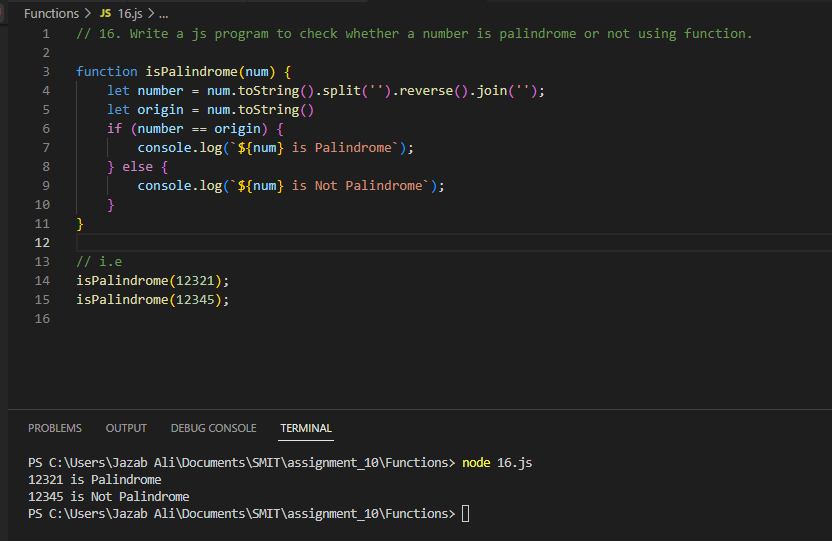 Functions > JS 16.js > ...
1 // 16. Write a js program to check whether a number is palindrome or not using function.
2
3 function isPalindrome(num) {
4     let number = num.toString().split('').reverse().join('');
5     let origin = num.toString()
6     if (number == origin) {
7         console.log(`${num} is Palindrome`);
8     } else {
9         console.log(`${num} is Not Palindrome`);
10     }
11 }
12
13 // i.e
14 isPalindrome(12321);
15 isPalindrome(12345);
16
PROBLEMS OUTPUT DEBUG CONSOLE TERMINAL
PS C:\Users\Jazab Ali\Documents\SMIT\assignment_10\Functions> node 16.js
12321 is Palindrome
12345 is Not Palindrome
PS C:\Users\Jazab Ali\Documents\SMIT\assignment_10\Functions>